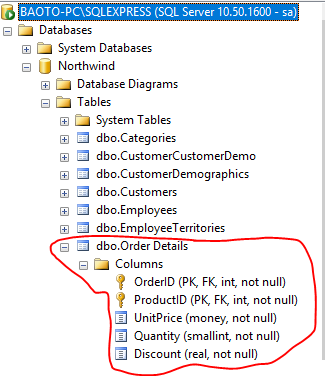 BAOTO-PC\SQLEXPRESS (SQL Server 10.50.1600 - sa)
Databases
System Databases
Northwind
Database Diagrams
Tables
System Tables
dbo.Categories
dbo.CustomerCustomerDemo
dbo.CustomerDemographics
dbo.Customers
dbo.Employees
dbo.EmployeeTerritories
dbo.Order Details
Columns
OrderID (PK, FK, int, not null)
ProductID (PK, FK, int, not null)
UnitPrice (money, not null)
Quantity (smallint, not null)
Discount (real, not null)